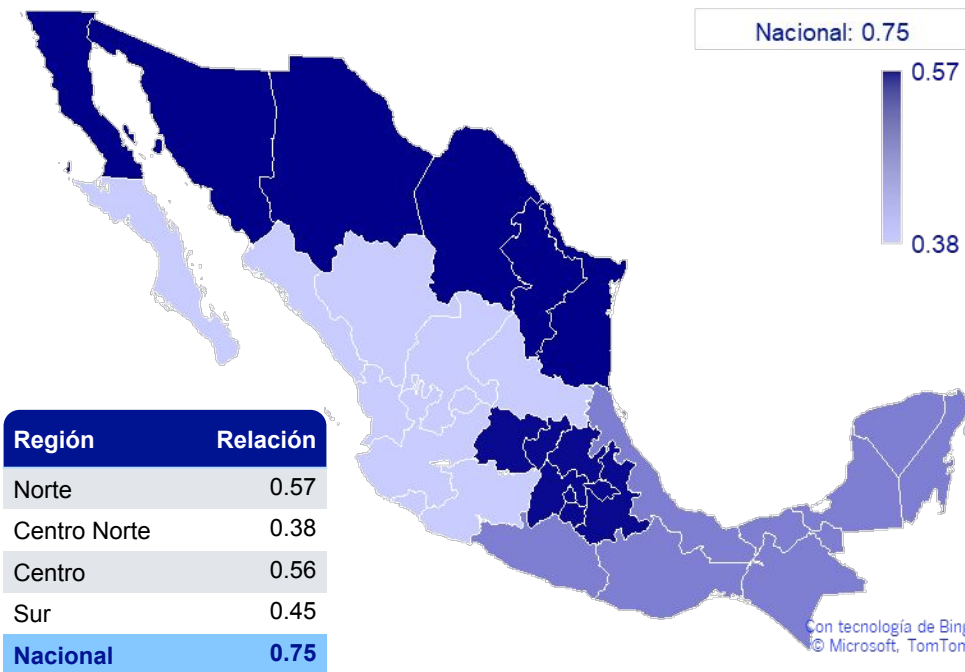 Nacional: 0.75
0.57
0.38
Región Relación
Norte 0.57
Centro Norte 0.38
Centro 0.56
Sur 0.45
Nacional 0.75
Con tecnología de Bing
© Microsoft, TomTom